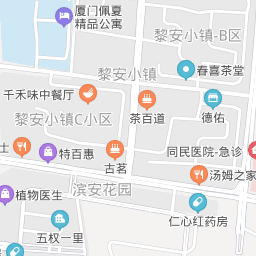 厦门佩夏
精品公寓
黎安小镇-B区
黎安小镇
春喜茶堂
千禾味中餐厅
茶百道
德佑
黎安小镇C小区
士
特百惠
古茗
同民医院-急诊
汤姆之家
滨安花园
植物医生
仁心红药房
五权一里